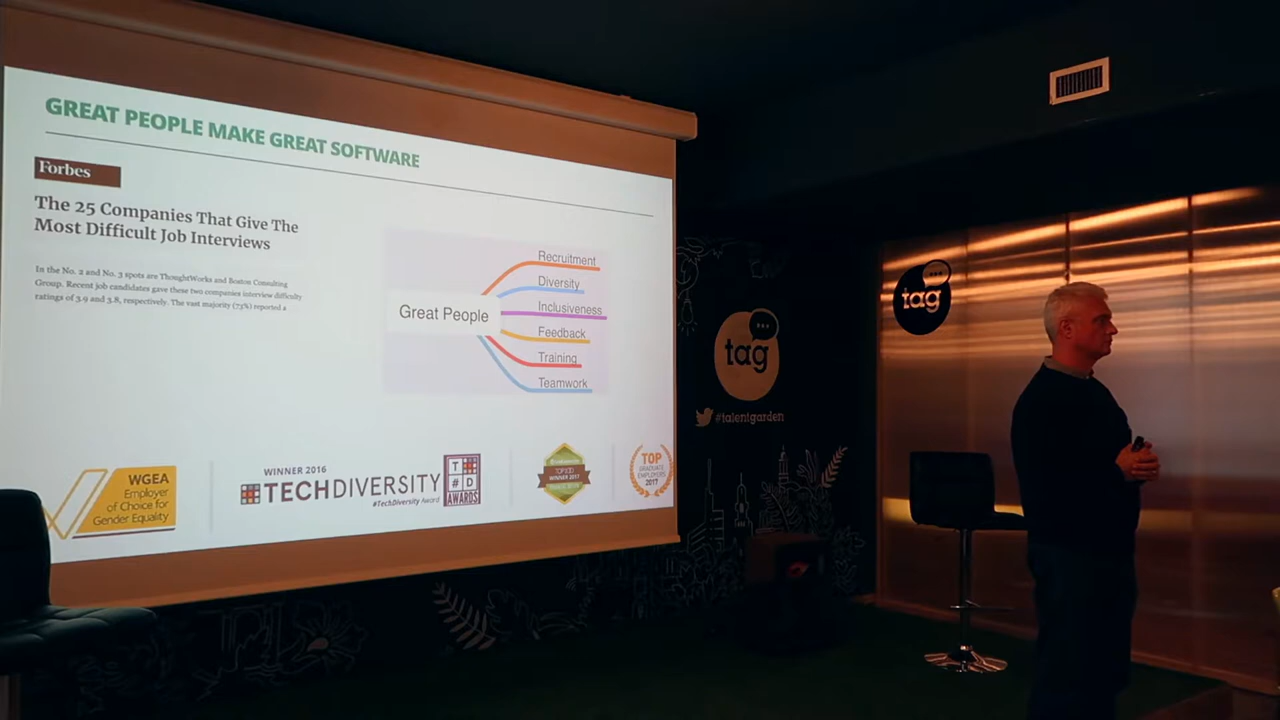 GREAT PEOPLE MAKE GREAT SOFTWARE
Forbes
The 25 Companies That Give The
Most Difficult Job Interviews
In the No. 2 and No. 3 spots are ThoughtWorks and Boston Consulting
Group. Recent job candidates gave these two companies interview difficulty
ratings of 3.9 and 3.8, respectively. The vast majority (73%) reported a
Great People
Recruitment
Diversity
Inclusiveness
Feedback
Training
Teamwork
WGEA
Employer
of Choice for
Gender Equality
WINNER 2016
TECHDIVERSITY
#TechDiversity Award
T
# D
AWARDS
TOP100
WINNER 2017
TOP
GRADUATE
EMPLOYERS
2017
tag
#talentgarden
tag